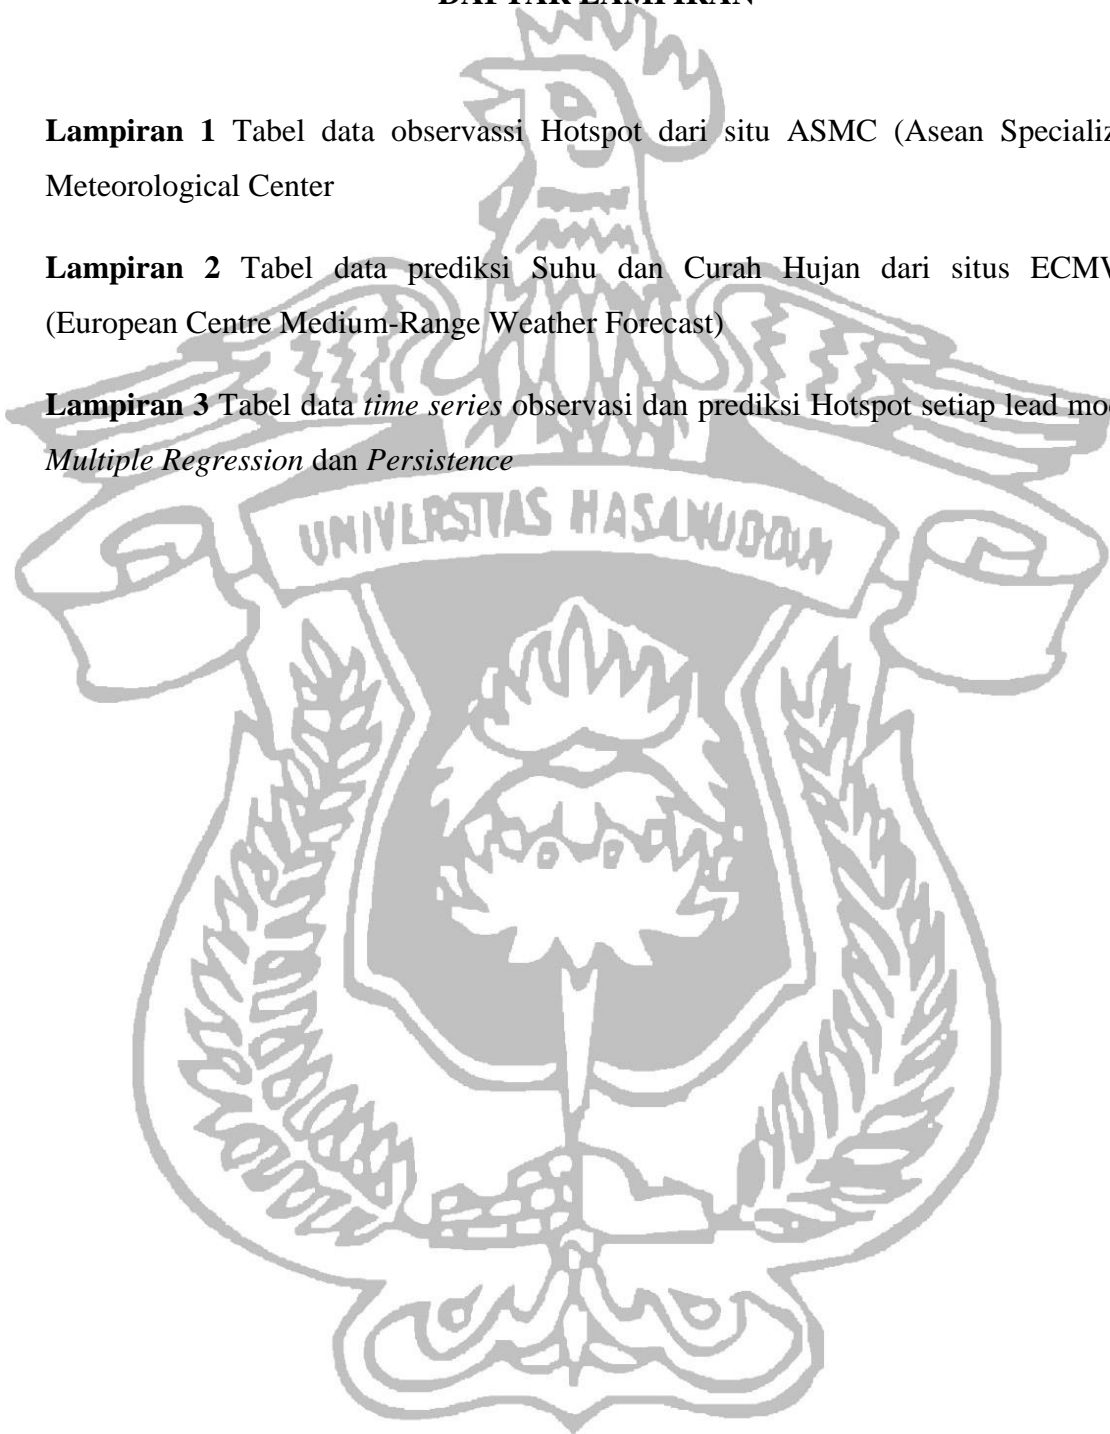 DAFTAR LAMPIRAN
Lampiran 1 Tabel data observassi Hotspot dari situ ASMC (Asean Specializ
Meteorological Center
Lampiran 2 Tabel data prediksi Suhu dan Curah Hujan dari situs
(European Centre Medium-Range Weather Forecast)
Lampiran 3 Tabel data time series observasi dan prediksi Hotspot setiap lead
Multiple Regression dan Persistence
UNIVERSITAS HASANUDDIN